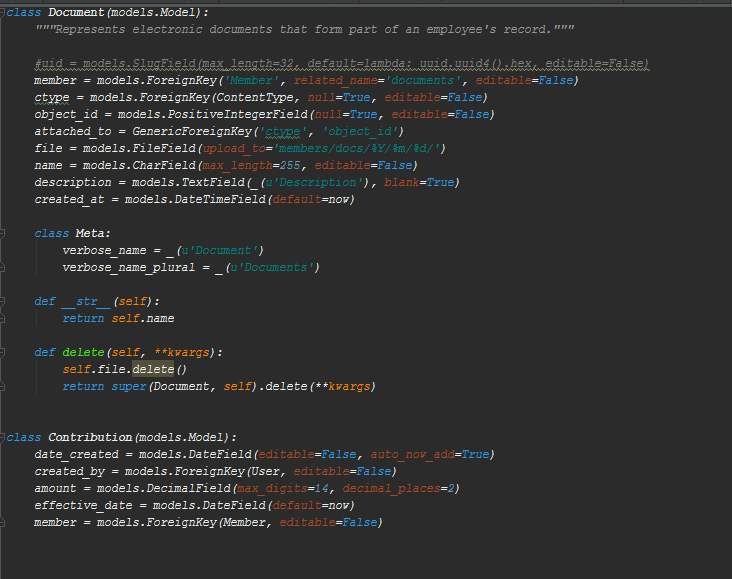 class Document(models.Model):
"""Represents electronic documents that form part of an employee's record."""
#uid = models.SlugField(max_length=32, default=lambda: uuid.uuid4().hex, editable=False)
member = models.ForeignKey('Member', related_name='documents', editable=False)
ctype = models.ForeignKey(ContentType, null=True, editable=False)
object_id = models.PositiveIntegerField(null=True, editable=False)
attached_to = GenericForeignKey('ctype', 'object_id')
file = models.FileField(upload_to='members/docs/%Y/%m/%d/')
name = models.CharField(max_length=255, editable=False)
description = models.TextField(_(u'Description'), blank=True)
created_at = models.DateTimeField(default=now)
class Meta:
verbose_name = _(u'Document')
verbose_name_plural = _(u'Documents')
def __str__(self):
return self.name
def delete(self, **kwargs):
self.file.delete()
return super(Document, self).delete(**kwargs)
class Contribution(models.Model):
date_created = models.DateField(editable=False, auto_now_add=True)
created_by = models.ForeignKey(User, editable=False)
amount = models.DecimalField(max_digits=14, decimal_places=2)
effective_date = models.DateField(default=now)
member = models.ForeignKey(Member, editable=False)